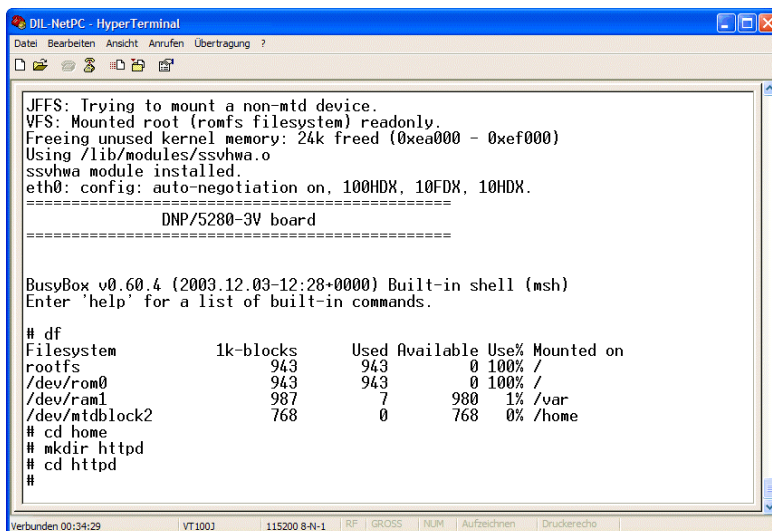 DIL-NetPC - HyperTerminal
Datei Bearbeiten Ansicht Anrufen Übertragung ?
JFFS: Trying to mount a non-mtd device.
VFS: Mounted root (romfs filesystem) readonly.
Freeing unused kernel memory: 24k freed (0xea000 - 0xef000)
Using /lib/modules/ssvhwa.o
ssvhwa module installed.
eth0: config: auto-negotiation on, 100HDX, 10FDX, 10HDX.
================================================
DNP/5280-3V board
================================================
BusyBox v0.60.4 (2003.12.03-12:28+0000) Built-in shell (msh)
Enter 'help' for a list of built-in commands.
# df
Filesystem 1k-blocks Used Available Use% Mounted on
rootfs 943 943 0 100% /
/dev/rom0 943 943 0 100% /
/dev/ram1 987 7 980 1% /var
/dev/mtdblock2 768 0 768 0% /home
# cd home
# mkdir httpd
# cd httpd
#
Verbunden 00:34:29 VT100J 115200 8-N-1 RF GROSS NUM Aufzeichnen Druckerecho